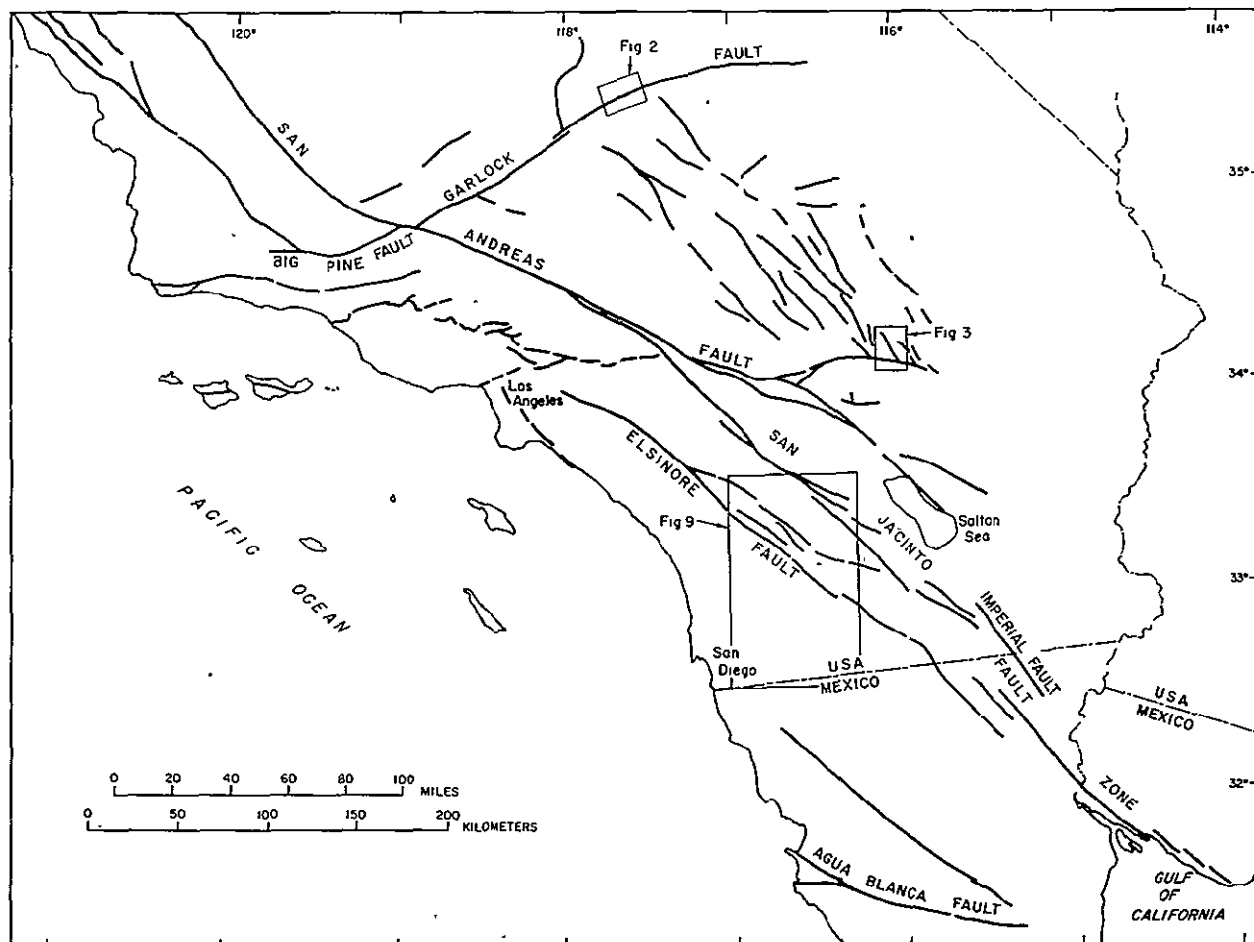 120°
118°
116°
114°
Fig 2
FAULT
SAN
GARLOCK
35°
ANDREAS
BIG PINE FAULT
Fig 3
FAULT
34°
Los
Angeles
SAN
ELSINORE
PACIFIC
OCEAN
Fig 9
JACINTO
Salton
Sea
FAULT
33°
IMPERIAL FAULT
San
Diego
USA
MEXICO
FAULT
USA
MEXICO
0 20 40 60 80 100
MILES
0 50 100 150 200
KILOMETERS
32°
ZONE
AGUA
BLANCA FAULT
GULF
OF
CALIFORNIA